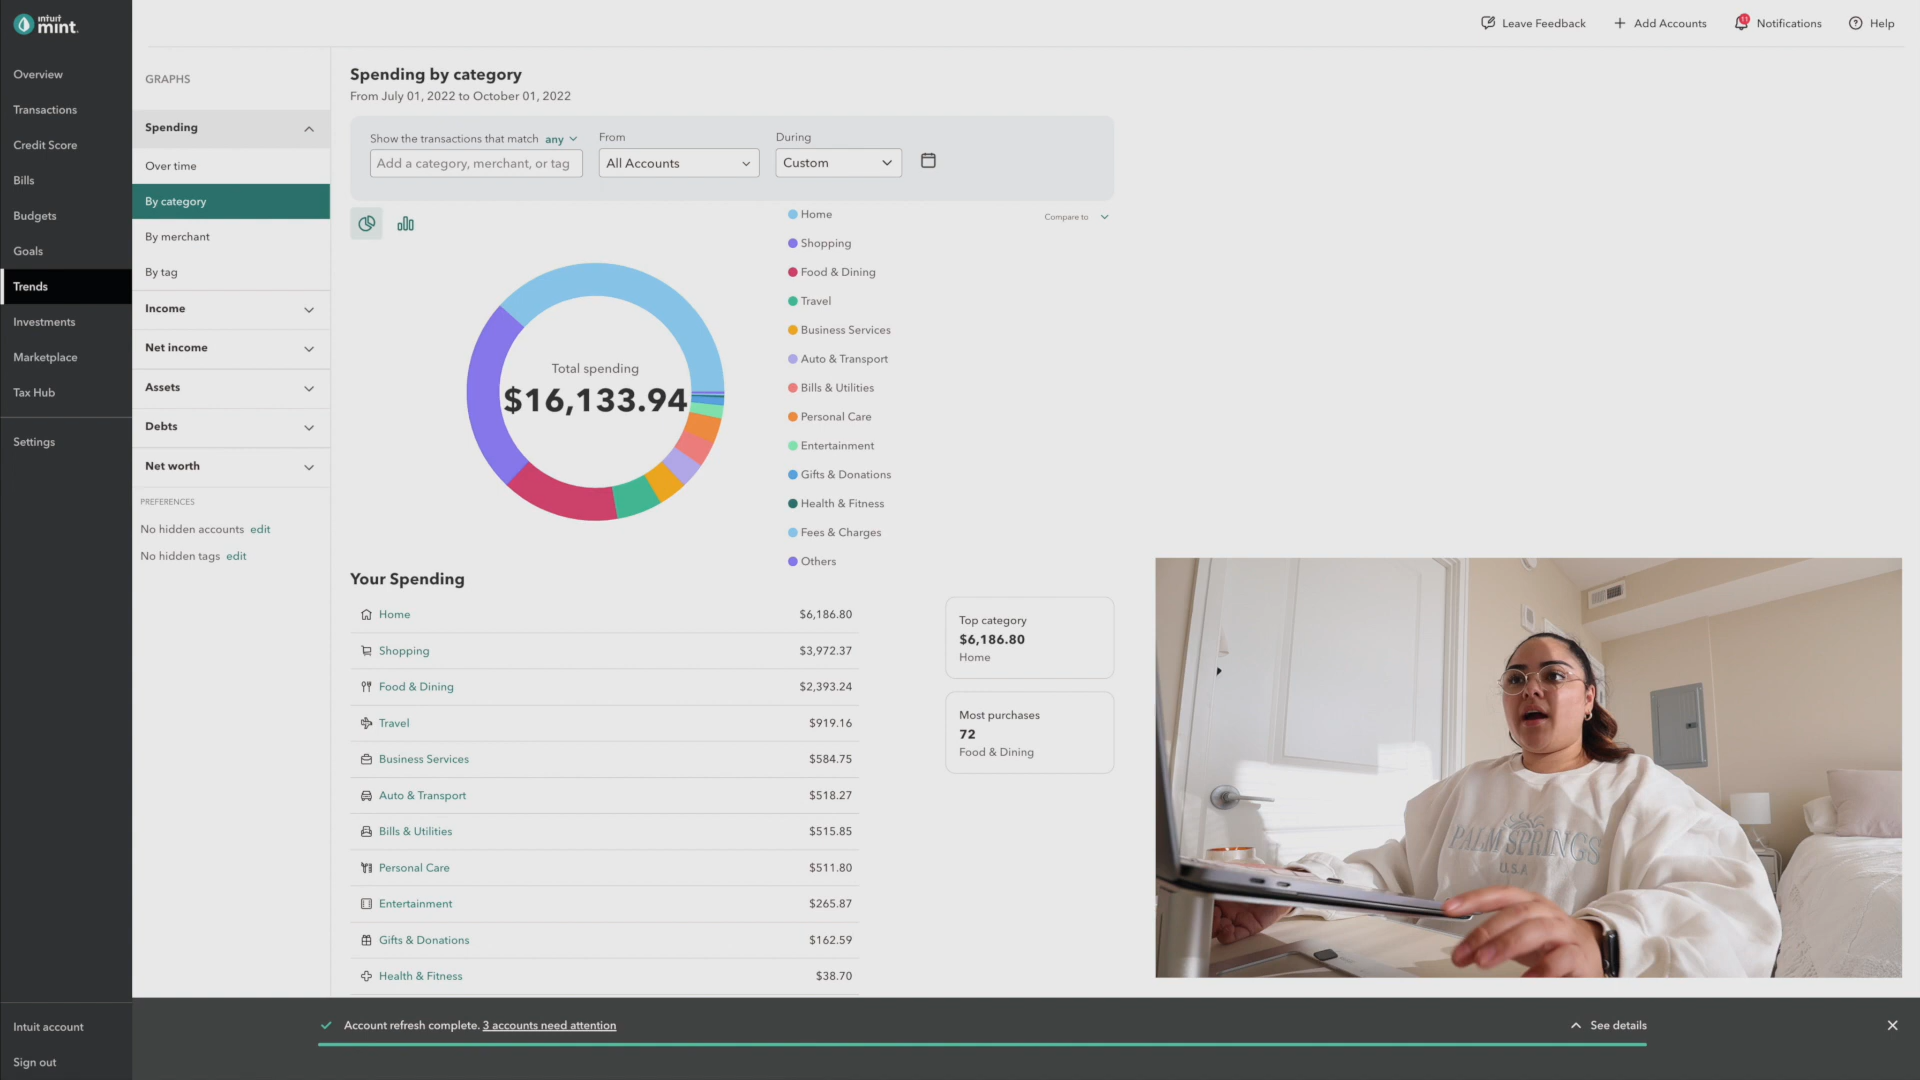 intuit
mint
Leave Feedback
Add Accounts
11
Notifications
Help
Overview
Transactions
Credit Score
Bills
Budgets
Goals
Trends
Investments
Marketplace
Tax Hub
Settings
Intuit account
Sign out
GRAPHS
Spending
Over time
By category
By merchant
By tag
Income
Net income
Assets
Debts
Net worth
PREFERENCES
No hidden accounts edit
No hidden tags edit
Spending by category
From July 01, 2022 to October 01, 2022
Show the transactions that match any
Add a category, merchant, or tag
From
All Accounts
During
Custom
Compare to
Total spending
$16,133.94
Home
Shopping
Food & Dining
Travel
Business Services
Auto & Transport
Bills & Utilities
Personal Care
Entertainment
Gifts & Donations
Health & Fitness
Fees & Charges
Others
Your Spending
Home $6,186.80
Shopping $3,972.37
Food & Dining $2,393.24
Travel $919.16
Business Services $584.75
Auto & Transport $518.27
Bills & Utilities $515.85
Personal Care $511.80
Entertainment $265.87
Gifts & Donations $162.59
Health & Fitness $38.70
Top category
$6,186.80
Home
Most purchases
72
Food & Dining
PALM SPRINGS
U.S.A
Account refresh complete. 3 accounts need attention
See details